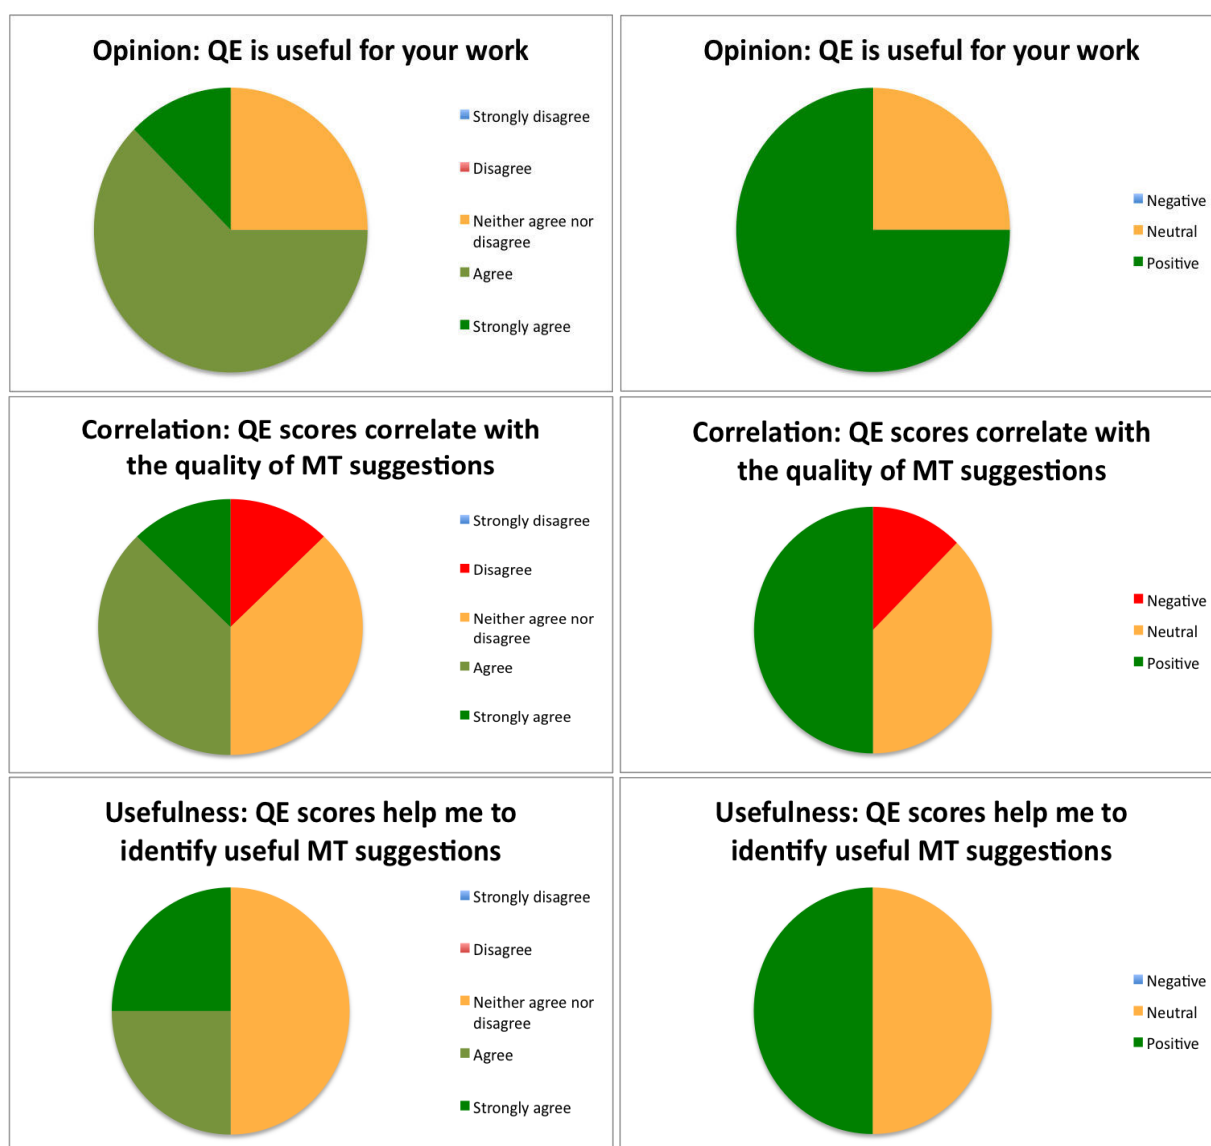 Opinion: QE is useful for your work
Strongly disagree
Disagree
Neither agree nor
disagree
Agree
Strongly agree
Opinion: QE is useful for your work
Negative
Neutral
Positive
Correlation: QE scores correlate with
the quality of MT suggestions
Strongly disagree
Disagree
Neither agree nor
disagree
Agree
Strongly agree
Correlation: QE scores correlate with
the quality of MT suggestions
Negative
Neutral
Positive
Usefulness: QE scores help me to
identify useful MT suggestions
Strongly disagree
Disagree
Neither agree nor
disagree
Agree
Strongly agree
Usefulness: QE scores help me to
identify useful MT suggestions
Negative
Neutral
Positive